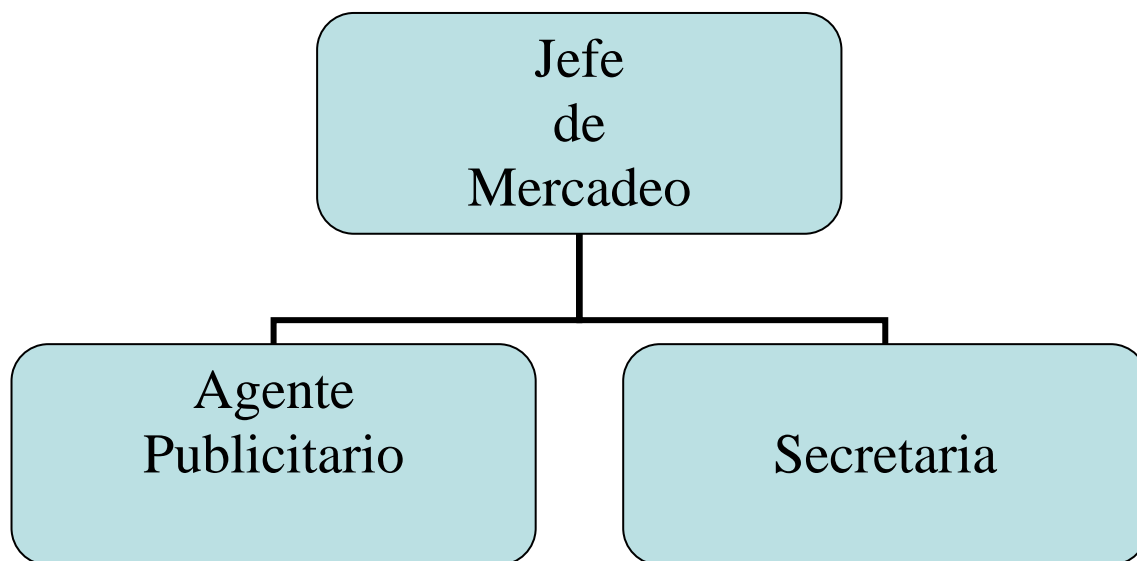 Jefe
de
Mercadeo
Agente
Publicitario
Secretaria